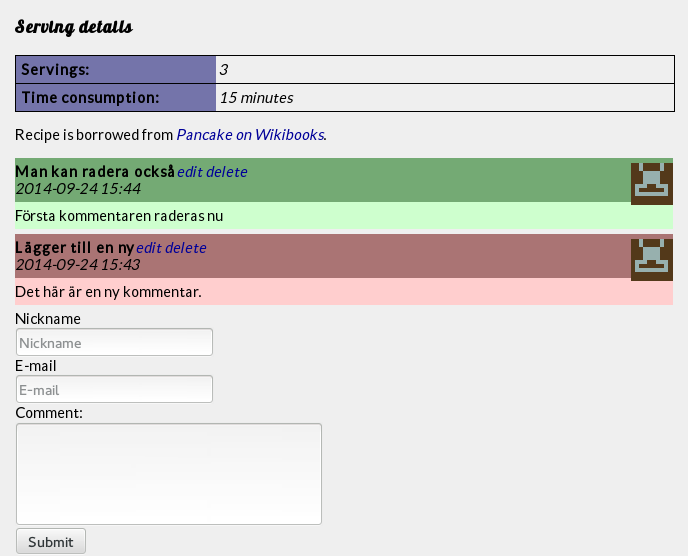 Serving details
Servings: 3
Time consumption: 15 minutes
Recipe is borrowed from Pancake on Wikibooks.
Man kan radera också edit delete
2014-09-24 15:44
Första kommentaren raderas nu
Lägger till en ny edit delete
2014-09-24 15:43
Det här är en ny kommentar.
Nickname
Nickname
E-mail
E-mail
Comment:
Submit